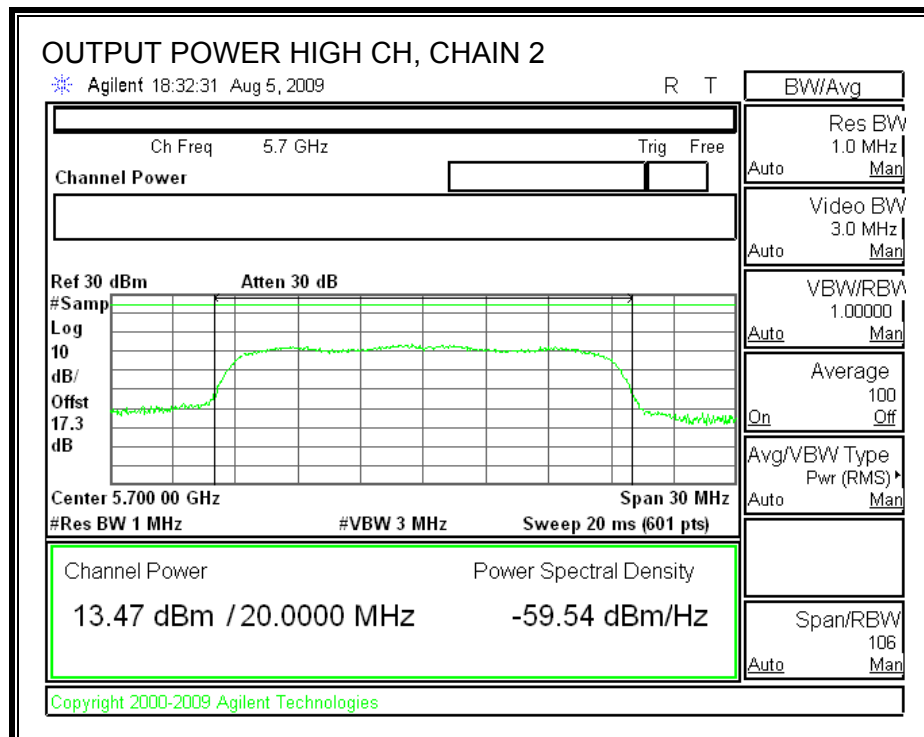 OUTPUT POWER HIGH CH, CHAIN 2
Agilent 18:32:31 Aug 5, 2009 R T
Ch Freq 5.7 GHz Trig Free
Channel Power
Ref 30 dBm Atten 30 dB
#Samp
Log
10
dB/
Offst
17.3
dB
Center 5.700 00 GHz Span 30 MHz
#Res BW 1 MHz #VBW 3 MHz Sweep 20 ms (601 pts)
Channel Power Power Spectral Density
13.47 dBm / 20.0000 MHz -59.54 dBm/Hz
Copyright 2000-2009 Agilent Technologies
BW/Avg
Res BW
1.0 MHz
Auto Man
Video BW
3.0 MHz
Auto Man
VBW/RBW
1.00000
Auto Man
Average
100
On Off
Avg/VBW Type
Pwr (RMS)
Auto Man
Span/RBW
106
Auto Man